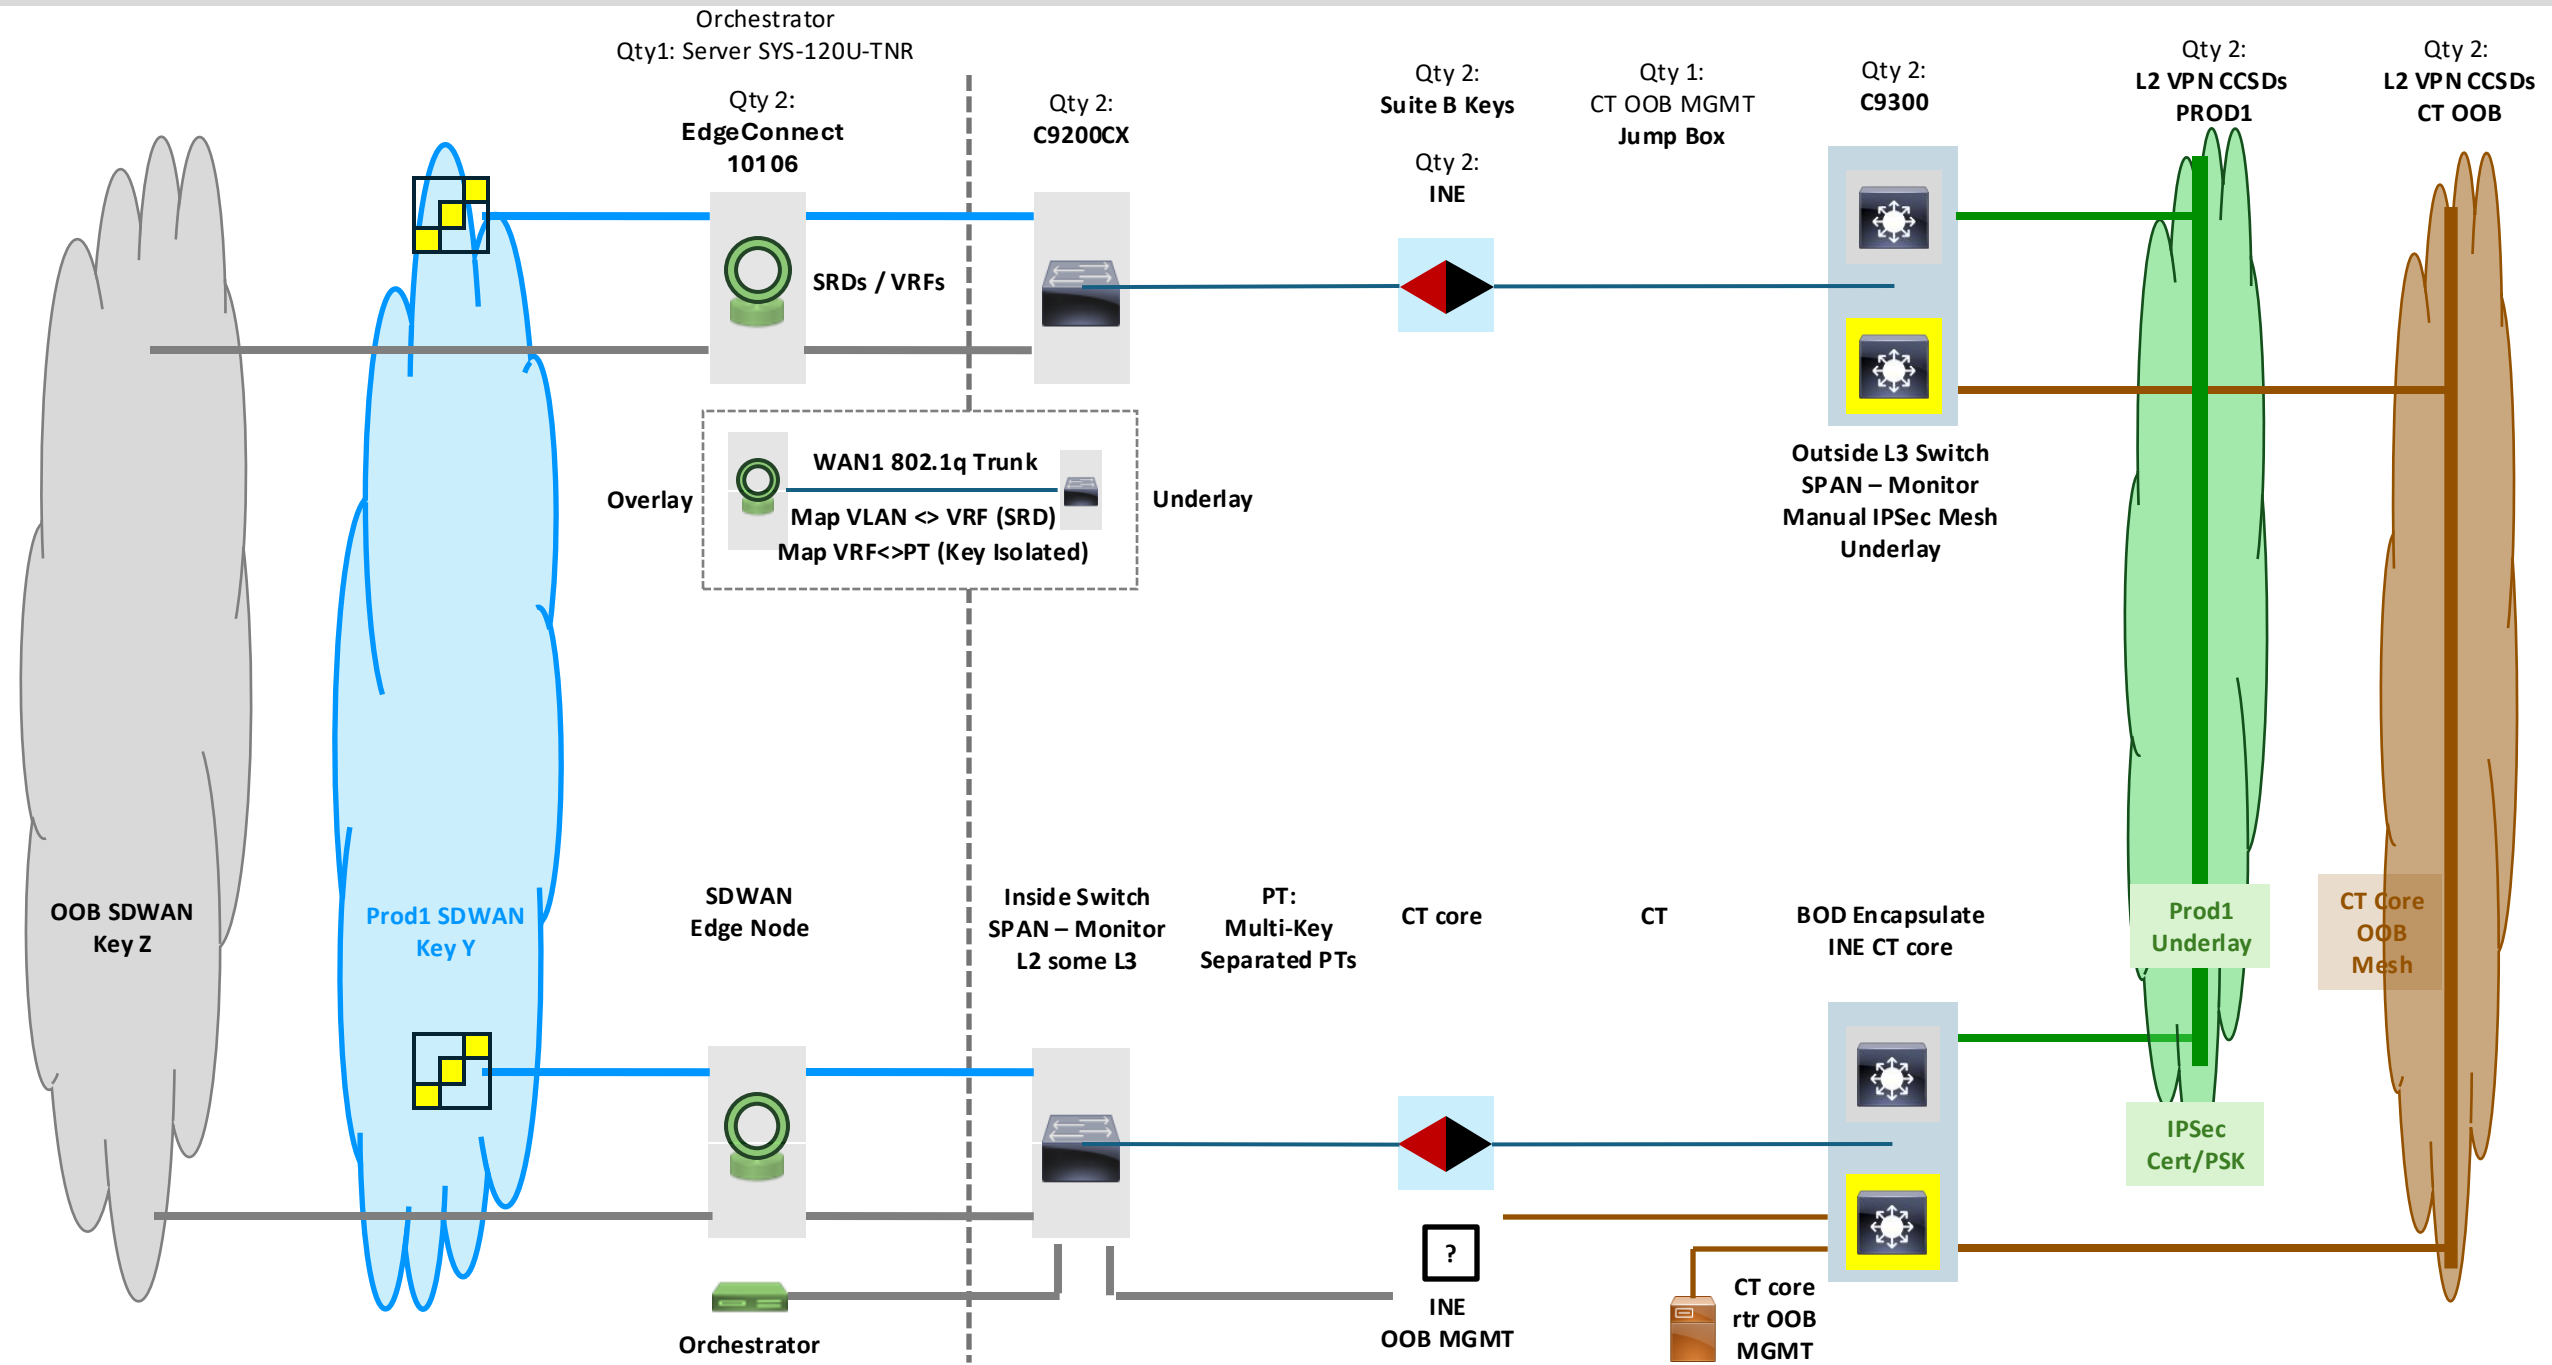 Orchestrator
Qty1: Server SYS-120U-TNR
Qty 2:
EdgeConnect
10106
Qty 2:
C9200CX
Qty 2:
Suite B Keys
Qty 2:
INE
Qty 1:
CT OOB MGMT
Jump Box
Qty 2:
C9300
Qty 2:
L2 VPN CCSDs
PROD1
Qty 2:
L2 VPN CCSDs
CT OOB
SRDs / VRFs
Overlay
WAN1 802.1q Trunk
Map VLAN <> VRF (SRD)
Map VRF<>PT (Key Isolated)
Underlay
Outside L3 Switch
SPAN – Monitor
Manual IPSec Mesh
Underlay
OOB SDWAN
Key Z
Prod1 SDWAN
Key Y
SDWAN
Edge Node
Inside Switch
SPAN – Monitor
L2 some L3
PT:
Multi-Key
Separated PTs
CT core
CT
BOD Encapsulate
INE CT core
Prod1
Underlay
CT Core
OOB
Mesh
IPSec
Cert/PSK
Orchestrator
?
INE
OOB MGMT
CT core
rtr OOB
MGMT